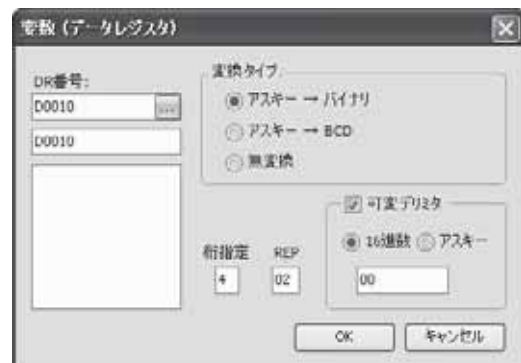 変数 (データレジスタ)
DR番号:
D0010
...
D0010
変換タイプ
アスキー → バイナリ
アスキー → BCD
無変換
桁指定
4
REP
02
可変デリミタ
16進数
アスキー
00
OK
キャンセル